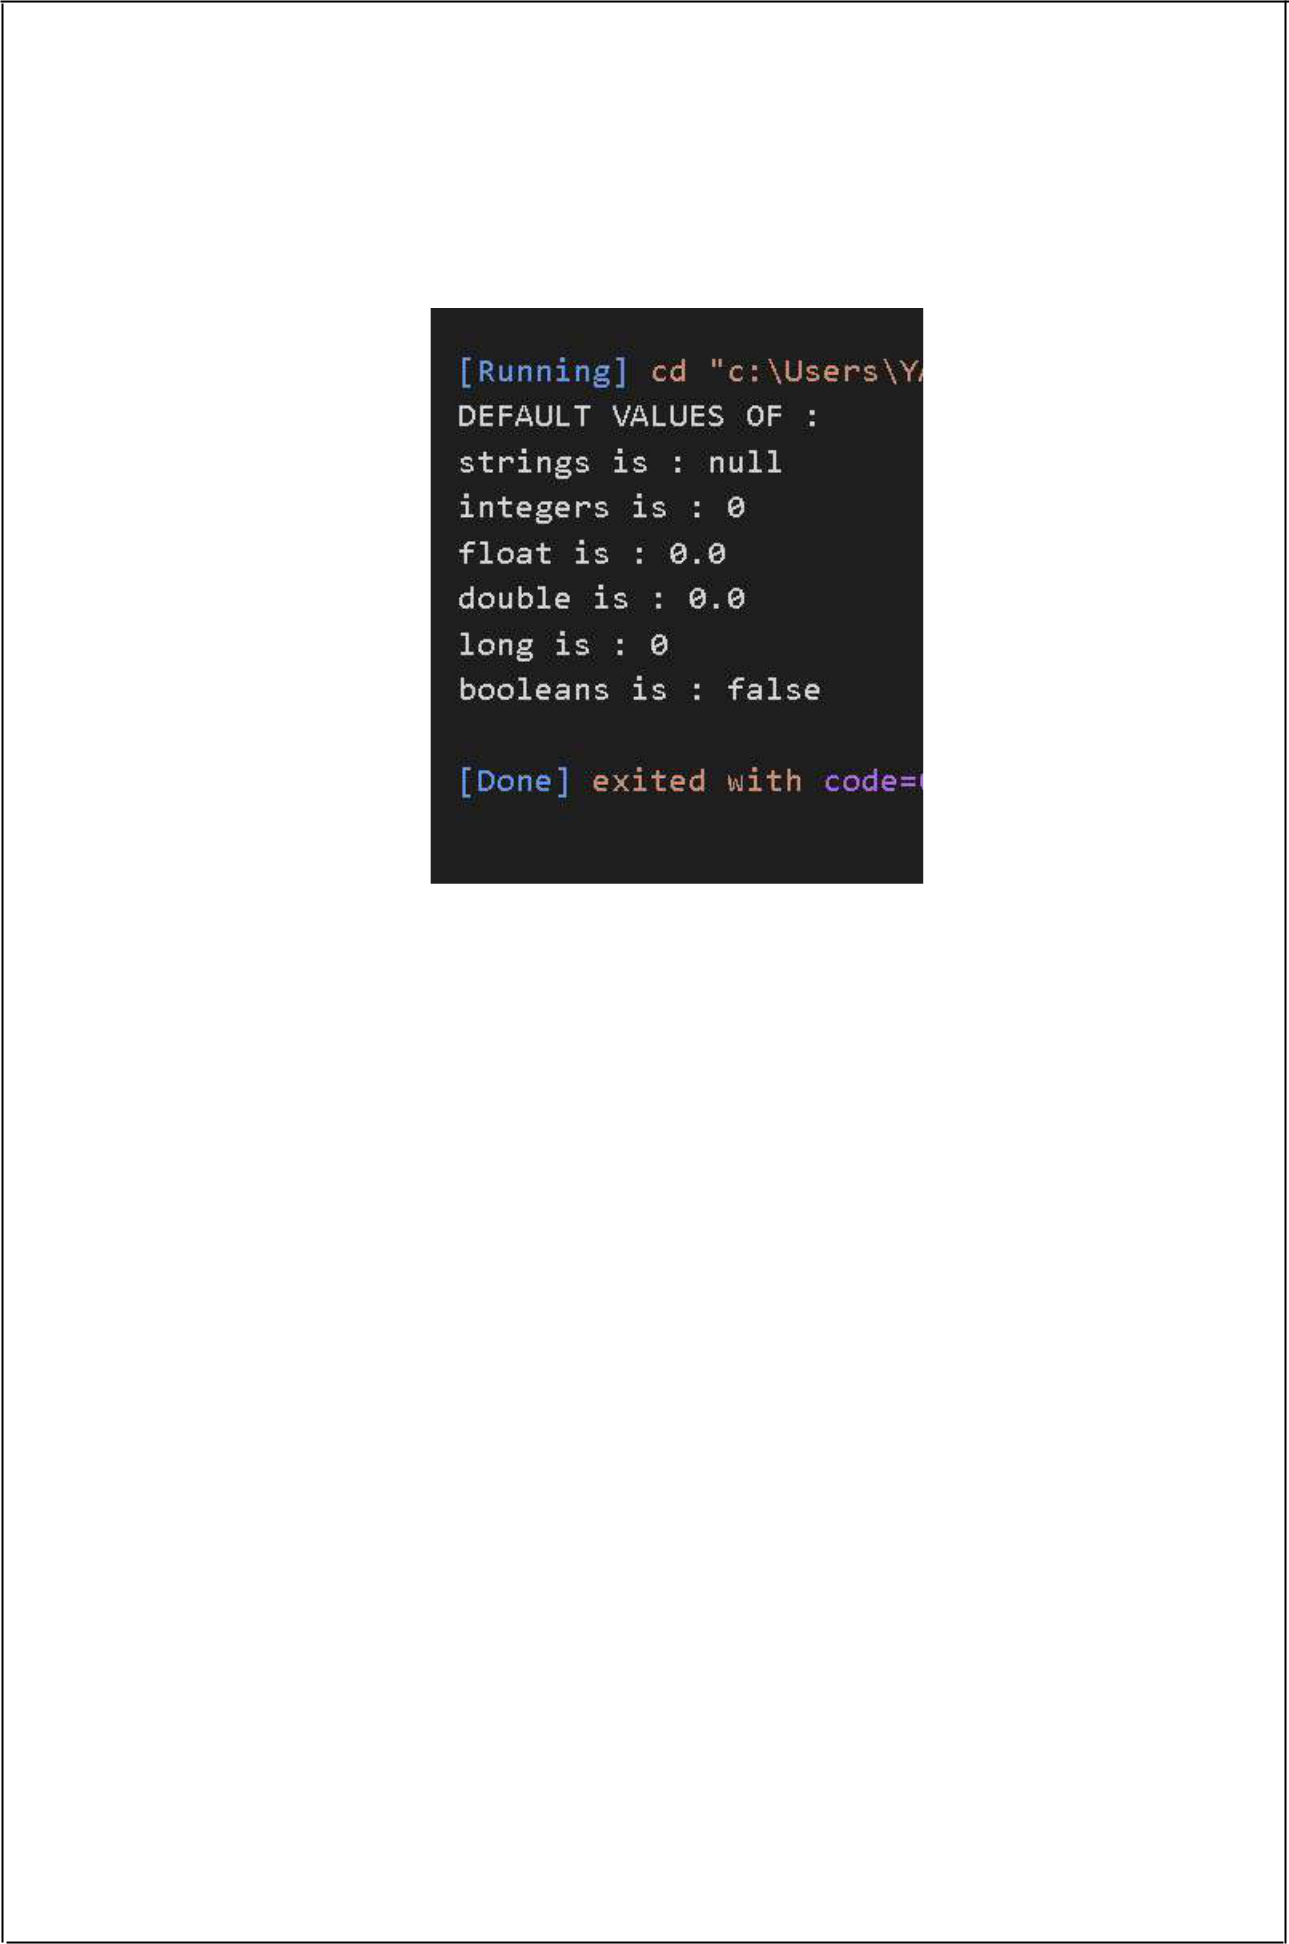 [Running] cd "c:\Users\Y
DEFAULT VALUES OF :
strings is : null
integers is : 0
float is : 0.0
double is : 0.0
long is : 0
booleans is : false
[Done] exited with code=